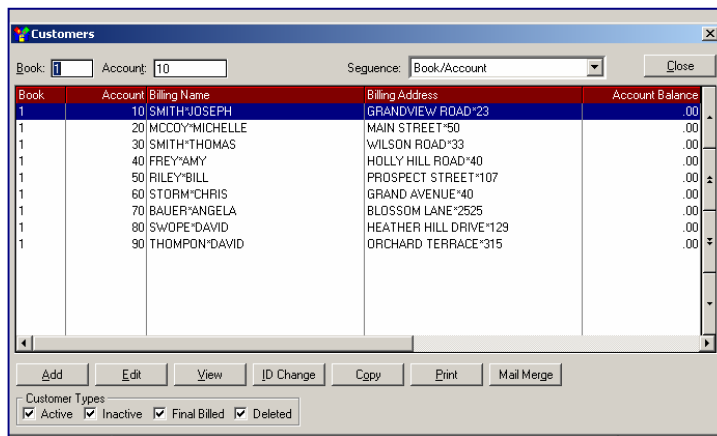 Customers
Book: 1 Account: 10 Sequence: Book/Account Close
Book Account Billing Name Billing Address Account Balance
1 10 SMITH*JOSEPH GRANDVIEW ROAD*23 .00
1 20 MCCOY*MICHELLE MAIN STREET*50 .00
1 30 SMITH*THOMAS WILSON ROAD*33 .00
1 40 FREY*AMY HOLLY HILL ROAD*40 .00
1 50 RILEY*BILL PROSPECT STREET*107 .00
1 60 STORM*CHRIS GRAND AVENUE*40 .00
1 70 BAUER*ANGELA BLOSSOM LANE*2525 .00
1 80 SWOPE*DAVID HEATHER HILL DRIVE*129 .00
1 90 THOMPON*DAVID ORCHARD TERRACE*315 .00
Add Edit View ID Change Copy Print Mail Merge
Customer Types
Active Inactive Final Billed Deleted